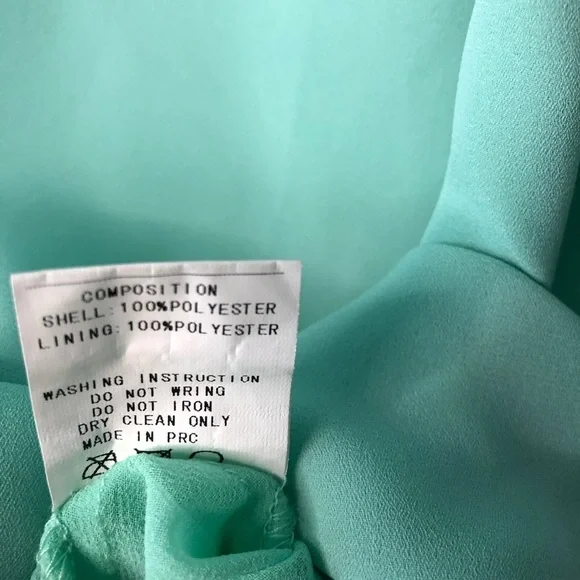 COMPOSITION
SHELL:100%POLYESTER
LINING:100%POLYESTER
WASHING INSTRUCTION
DO NOT WRING
DO NOT IRON
DRY CLEAN ONLY
MADE IN PRC